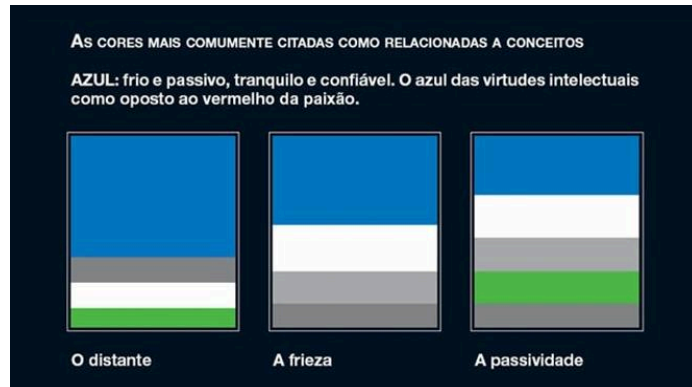 AS CORES MAIS COMUMENTE CITADAS COMO RELACIONADAS A CONCEITOS
AZUL: frio e passivo, tranquilo e confiável. O azul das virtudes intelectuais
como oposto ao vermelho da paixão.
O distante
A frieza
A passividade